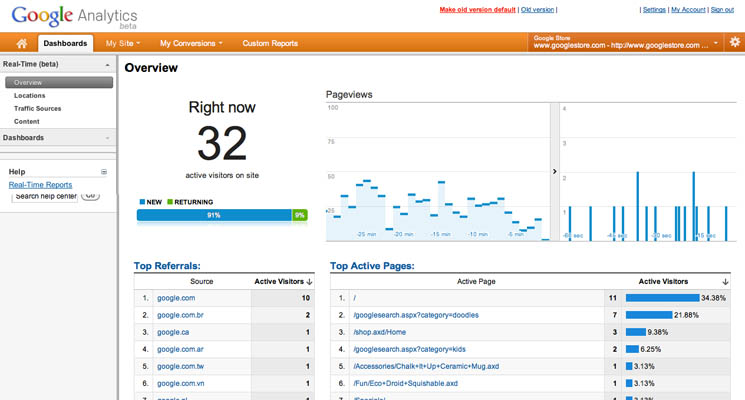 Google Analytics
beta
Make old version default | Old version |
| Settings | My Account | Sign out
Dashboards
My Site
My Conversions
Custom Reports
Google Store
www.googlestore.com - http://www.googlestore.com ...
Real-Time (beta)
Overview
Locations
Traffic Sources
Content
Dashboards
Help
Real-Time Reports
Search help center
Go
Overview
Right now
32
active visitors on site
NEW RETURNING
91% 9%
Pageviews
100
75
50
25
-25 min -20 min -15 min -10 min -5 min
4
3
2
1
-60 sec -45 sec -30 sec -15 sec
Top Referrals:
Source Active Visitors
1. google.com 10
2. google.com.br 2
3. google.ca 1
4. google.com.ar 1
5. google.com.tw 1
6. google.com.vn 1
Top Active Pages:
Active Page Active Visitors
1. / 11 34.38%
2. /googlesearch.aspx?category=doodles 7 21.88%
3. /shop.axd/Home 3 9.38%
4. /googlesearch.aspx?category=kids 2 6.25%
5. /Accessories/Chalk+It+Up+Ceramic+Mug.axd 1 3.13%
6. /Fun/Eco+Droid+Squishable.axd 1 3.13%